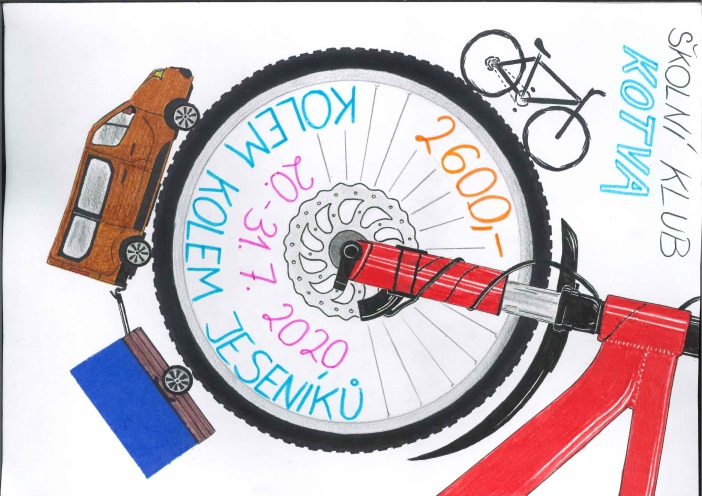 ŠKOLNÍ KLUB
KOTVA
2600,-
KOLEM KOLEM JESENÍKŮ
20.-31.7. 2020